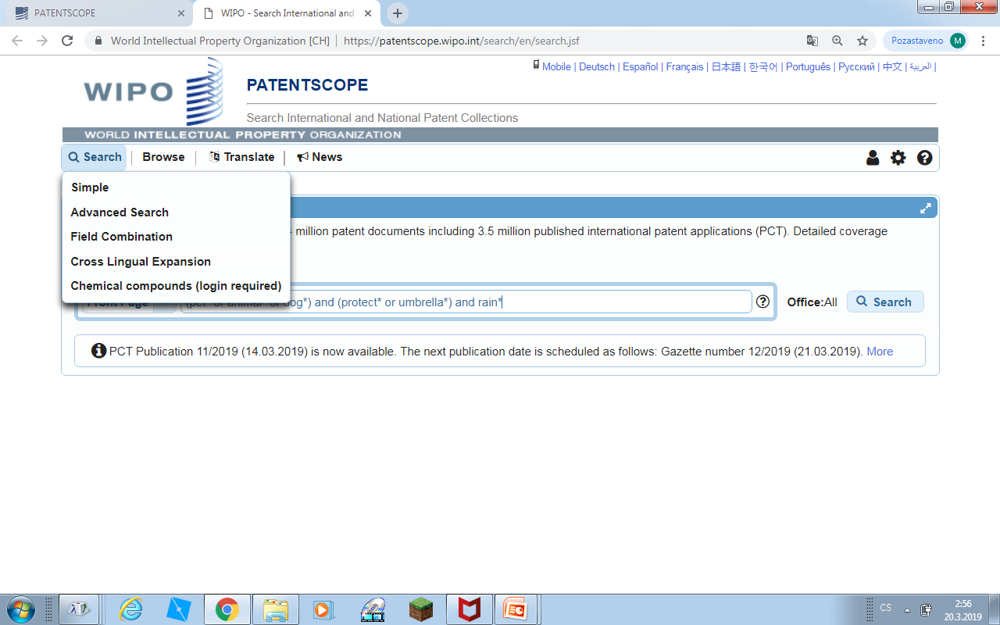 PATENTSCOPE
WIPO - Search International and
World Intellectual Property Organization [CH] | https://patentscope.wipo.int/search/en/search.jsf
Pozastaveno M
Mobile | Deutsch | Español | Français | 日本語 | 한국어 | Português | Русский | 中文 | العربية |
WIPO
PATENTSCOPE
Search International and National Patent Collections
WORLD INTELLECTUAL PROPERTY ORGANIZATION
Search Browse Translate News
Simple
Advanced Search
Field Combination
Cross Lingual Expansion
Chemical compounds (login required)
million patent documents including 3.5 million published international patent applications (PCT). Detailed coverage
Front Page (pet* or animal* or dog*) and (protect* or umbrella*) and rain* Office:All Search
PCT Publication 11/2019 (14.03.2019) is now available. The next publication date is scheduled as follows: Gazette number 12/2019 (21.03.2019). More
CS
2:56
20.3.2019